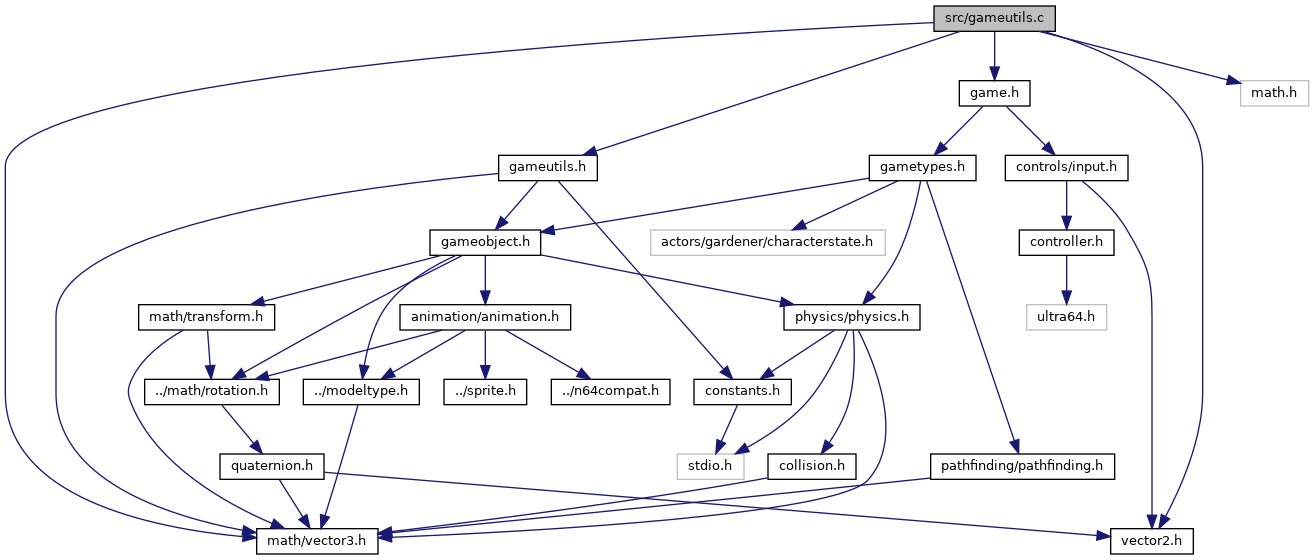 src/gameutils.c
game.h
math.h
gameutils.h
gametypes.h
controls/input.h
gameobject.h
actors/gardener/characterstate.h
controller.h
math/transform.h
animation/animation.h
physics/physics.h
ultra64.h
../math/rotation.h
../modeltype.h
../sprite.h
../n64compat.h
constants.h
quaternion.h
stdio.h
collision.h
pathfinding/pathfinding.h
math/vector3.h
vector2.h